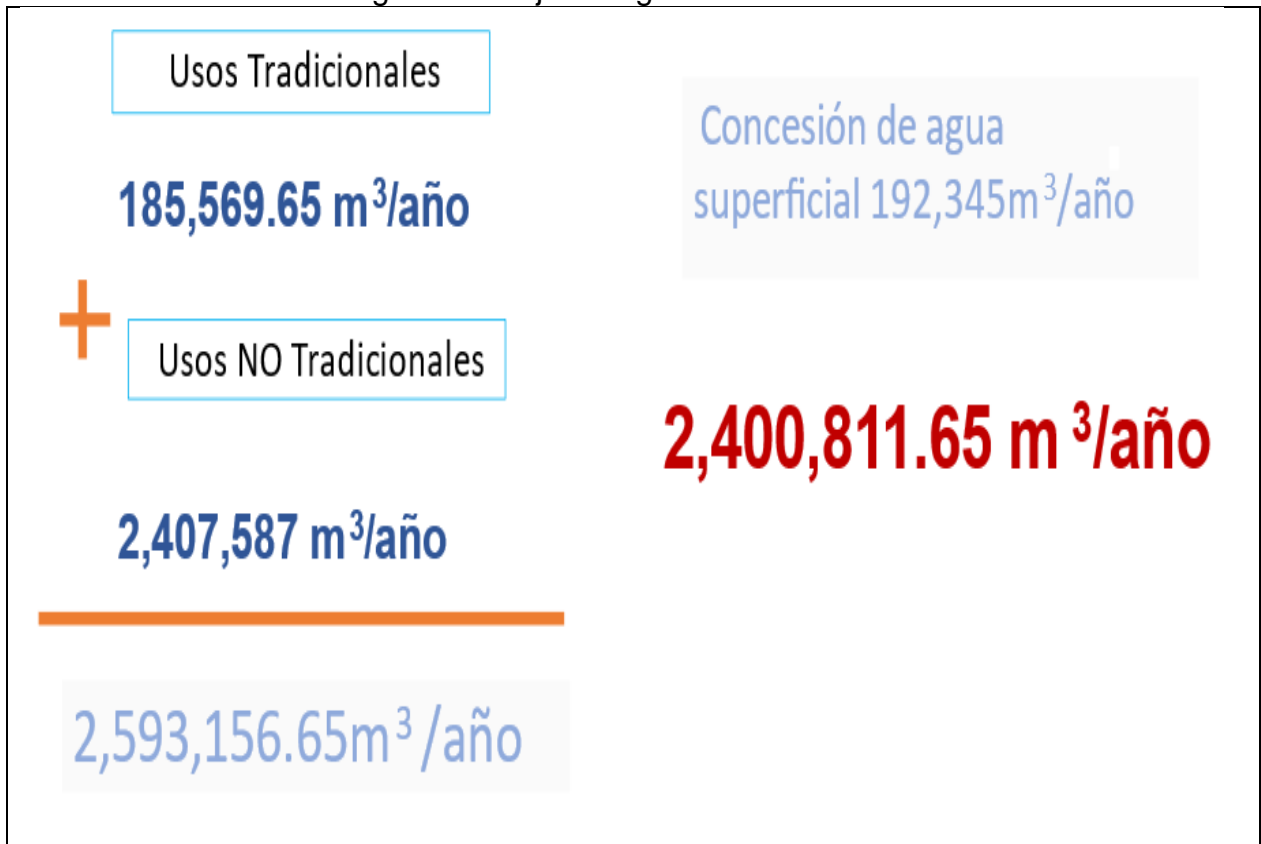 Usos Tradicionales
185,569.65 m³/año
+
Usos NO Tradicionales
2,407,587 m³/año
2,593,156.65m³ /año
Concesión de agua
superficial 192,345m³/año
2,400,811.65 m ³/año